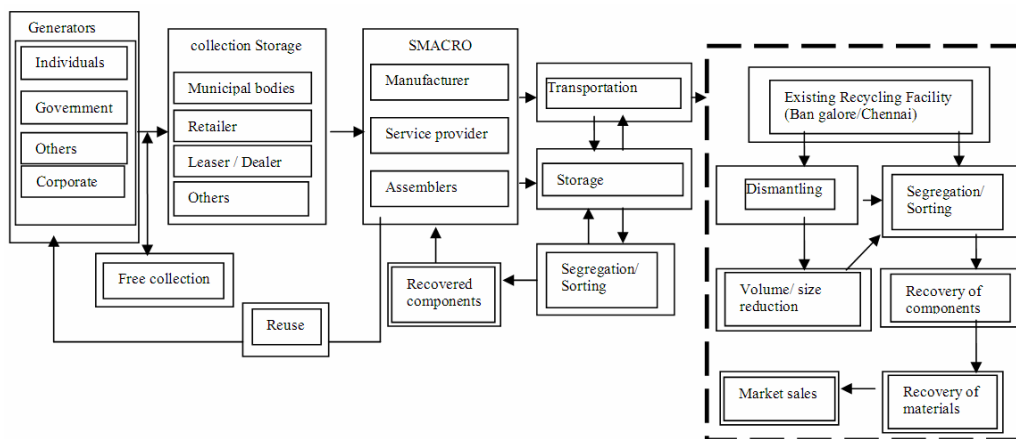 Generators
Individuals
Government
Others
Corporate
collection Storage
Municipal bodies
Retailer
Leaser / Dealer
Others
Free collection
Reuse
SMACRO
Manufacturer
Service provider
Assemblers
Recovered
components
Transportation
Storage
Segregation/
Sorting
Existing Recycling Facility
(Ban galore/Chennai)
Dismantling
Segregation/
Sorting
Volume/ size
reduction
Recovery of
components
Market sales
Recovery of
materials